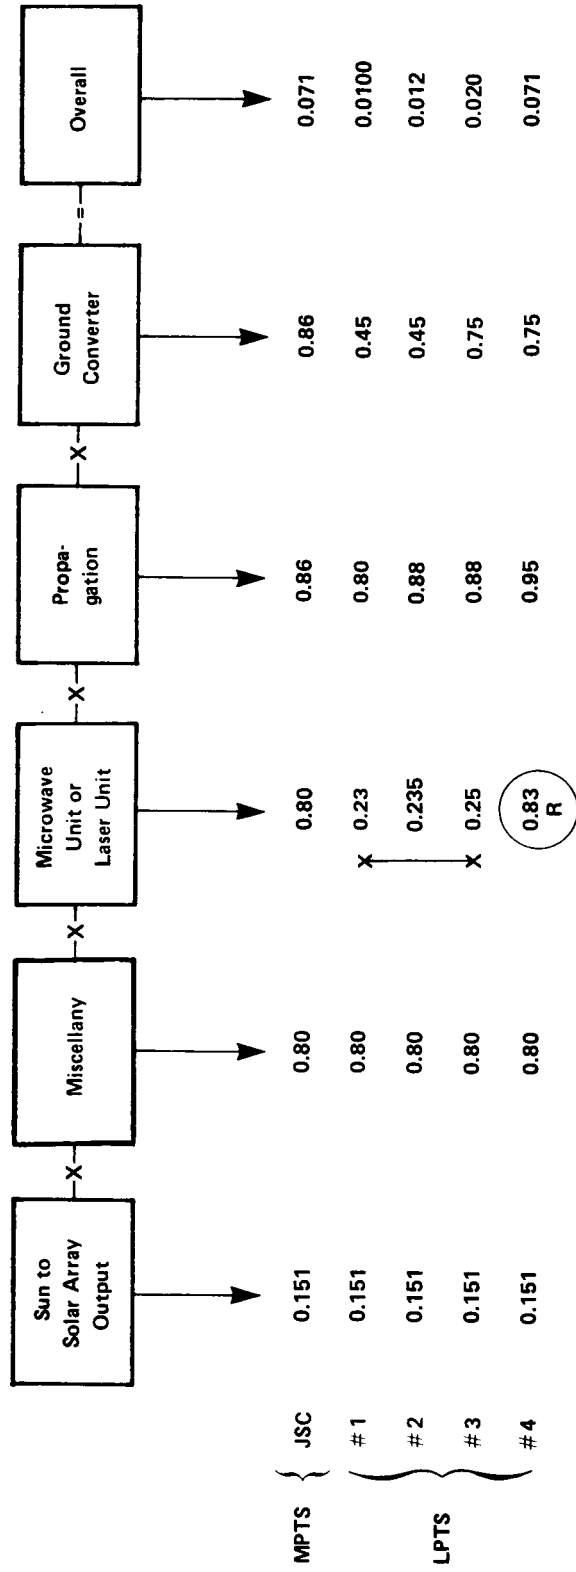 Sun to
Solar Array
Output
X
Miscellany
X
Microwave
Unit or
Laser Unit
X
Propa-
gation
X
Ground
Converter
=
Overall
MPTS { JSC } 0.151 0.80 0.80 0.86 0.86 0.071
# 1 0.151 0.80 X 0.23 0.80 0.45 0.0100
LPTS # 2 0.151 0.80 0.235 0.88 0.45 0.012
# 3 0.151 0.80 X 0.25 0.88 0.75 0.020
# 4 0.151 0.80 0.83 0.95 0.75 0.071
R